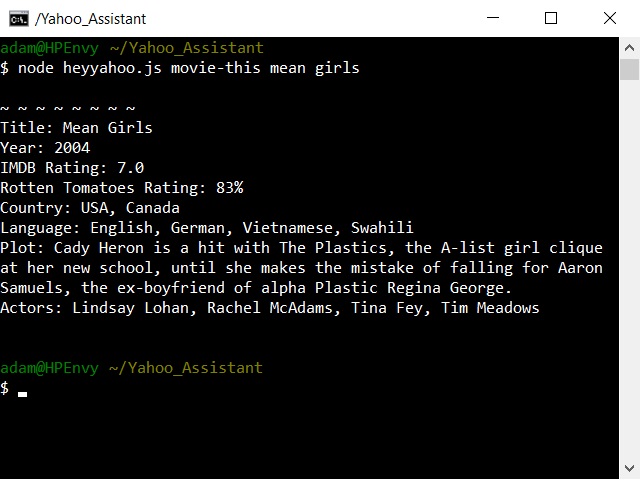 /Yahoo_Assistant
adam@HPEnvy ~/Yahoo_Assistant
$ node heyyahoo.js movie-this mean girls
~ ~ ~ ~ ~ ~ ~ ~
Title: Mean Girls
Year: 2004
IMDB Rating: 7.0
Rotten Tomatoes Rating: 83%
Country: USA, Canada
Language: English, German, Vietnamese, Swahili
Plot: Cady Heron is a hit with The Plastics, the A-list girl clique
at her new school, until she makes the mistake of falling for Aaron
Samuels, the ex-boyfriend of alpha Plastic Regina George.
Actors: Lindsay Lohan, Rachel McAdams, Tina Fey, Tim Meadows
adam@HPEnvy ~/Yahoo_Assistant
$